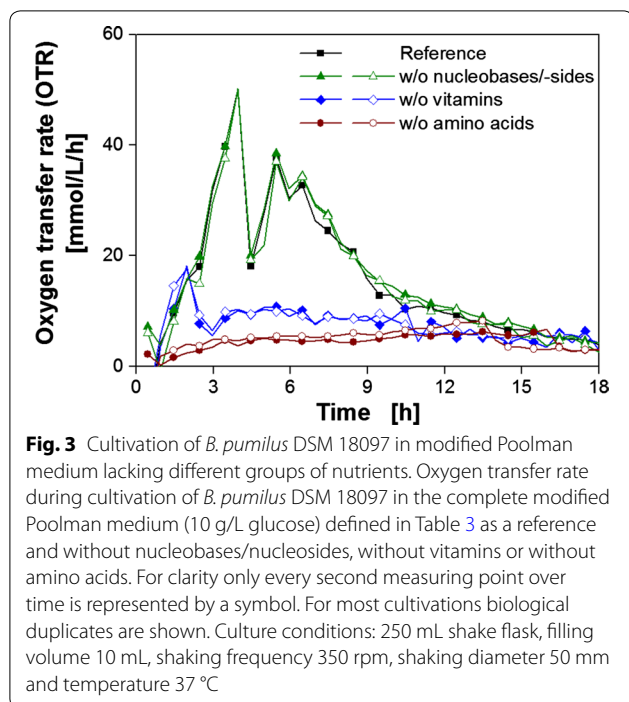 Reference
w/o nucleobases/-sides
w/o vitamins
w/o amino acids
Oxygen transfer rate (OTR)
[mmol/L/h]
60
40
20
0
0 3 6 9 12 15 18
Time [h]
Fig. 3 Cultivation of B. pumilus DSM 18097 in modified Poolman
medium lacking different groups of nutrients. Oxygen transfer rate
during cultivation of B. pumilus DSM 18097 in the complete modified
Poolman medium (10 g/L glucose) defined in Table 3 as a reference
and without nucleobases/nucleosides, without vitamins or without
amino acids. For clarity only every second measuring point over
time is represented by a symbol. For most cultivations biological
duplicates are shown. Culture conditions: 250 mL shake flask, filling
volume 10 mL, shaking frequency 350 rpm, shaking diameter 50 mm
and temperature 37 °C